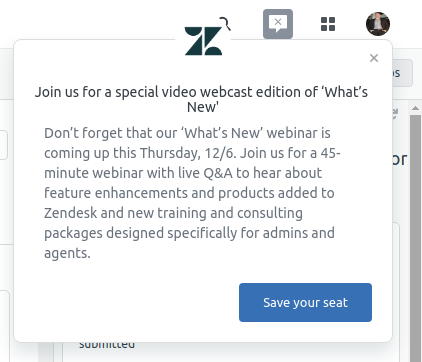 Join us for a special video webcast edition of ‘What’s
New'
Don’t forget that our ‘What’s New’ webinar is
coming up this Thursday, 12/6. Join us for a 45-
minute webinar with live Q&A to hear about
feature enhancements and products added to
Zendesk and new training and consulting
packages designed specifically for admins and
agents.
Save your seat
submitted